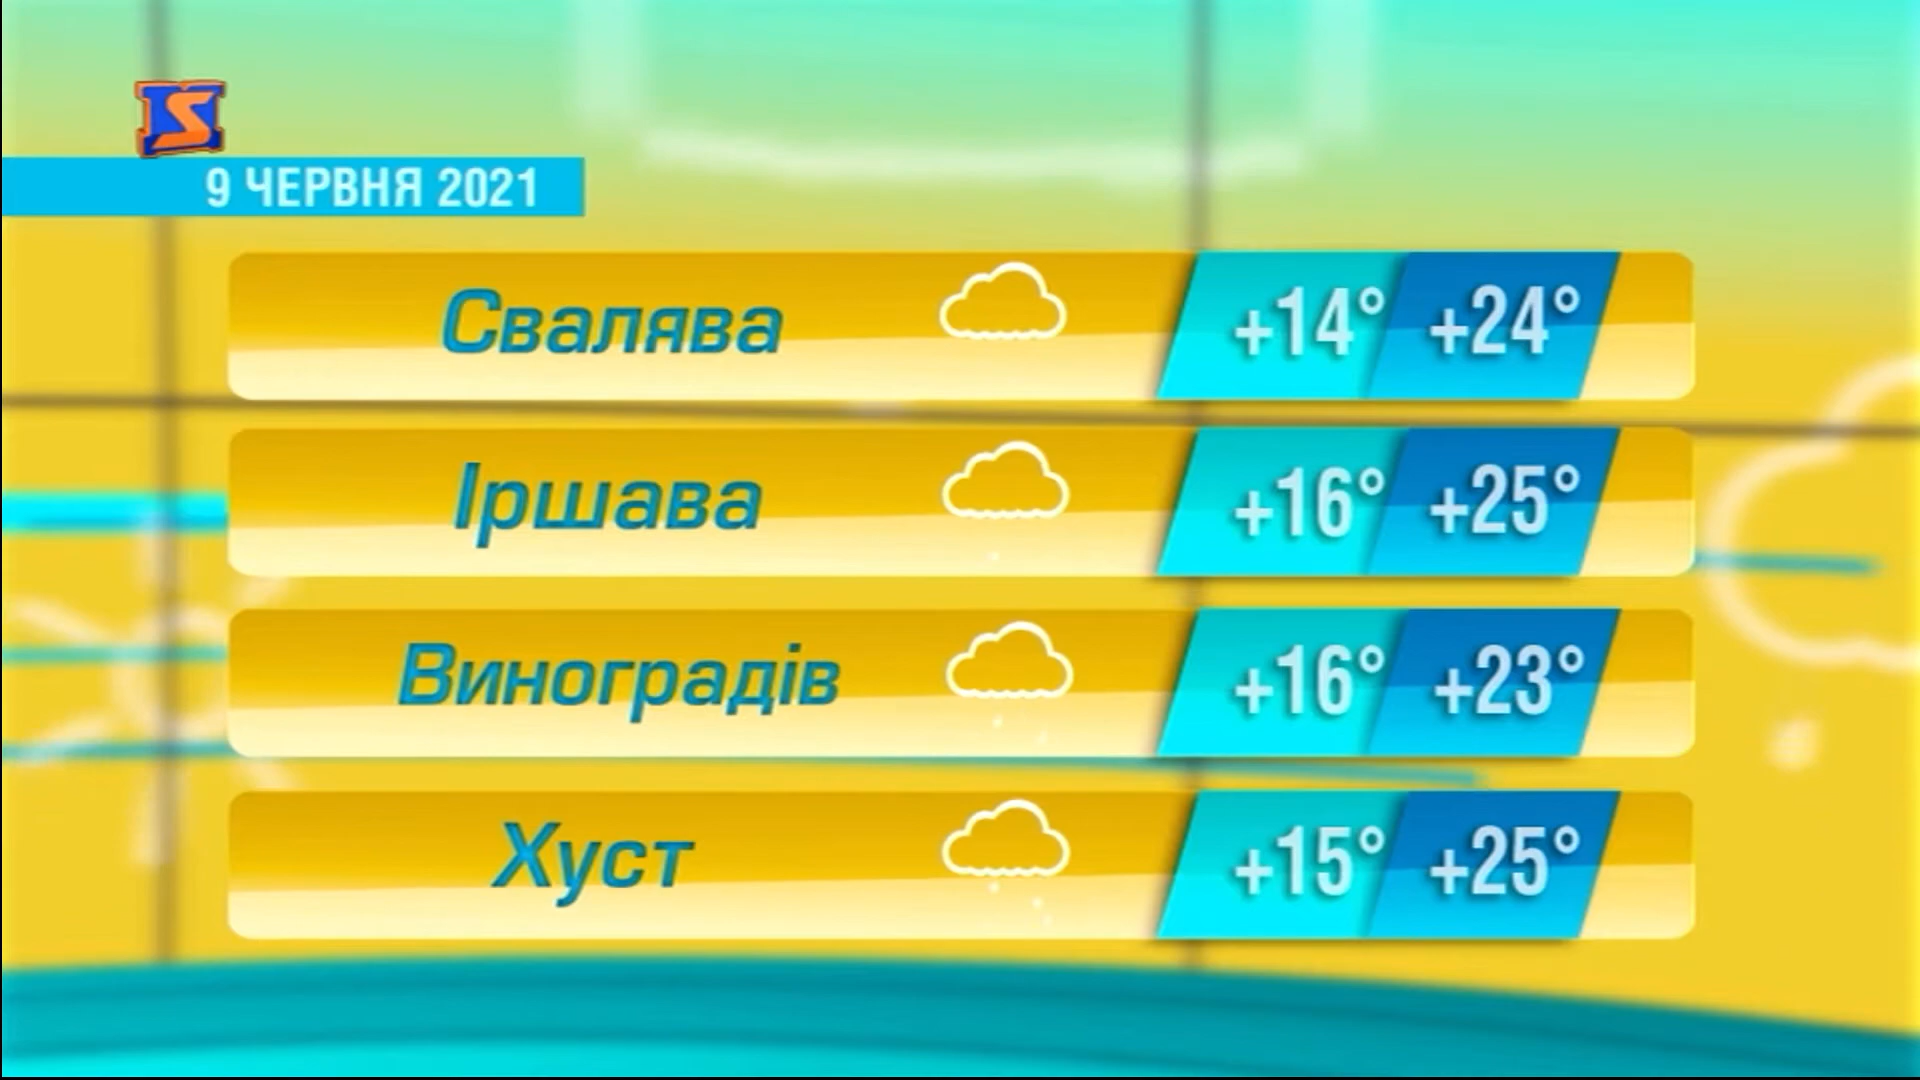 9 ЧЕРВНЯ 2021
Свалява +14° +24°
Іршава +16° +25°
Виноградів +16° +23°
Хуст +15° +25°